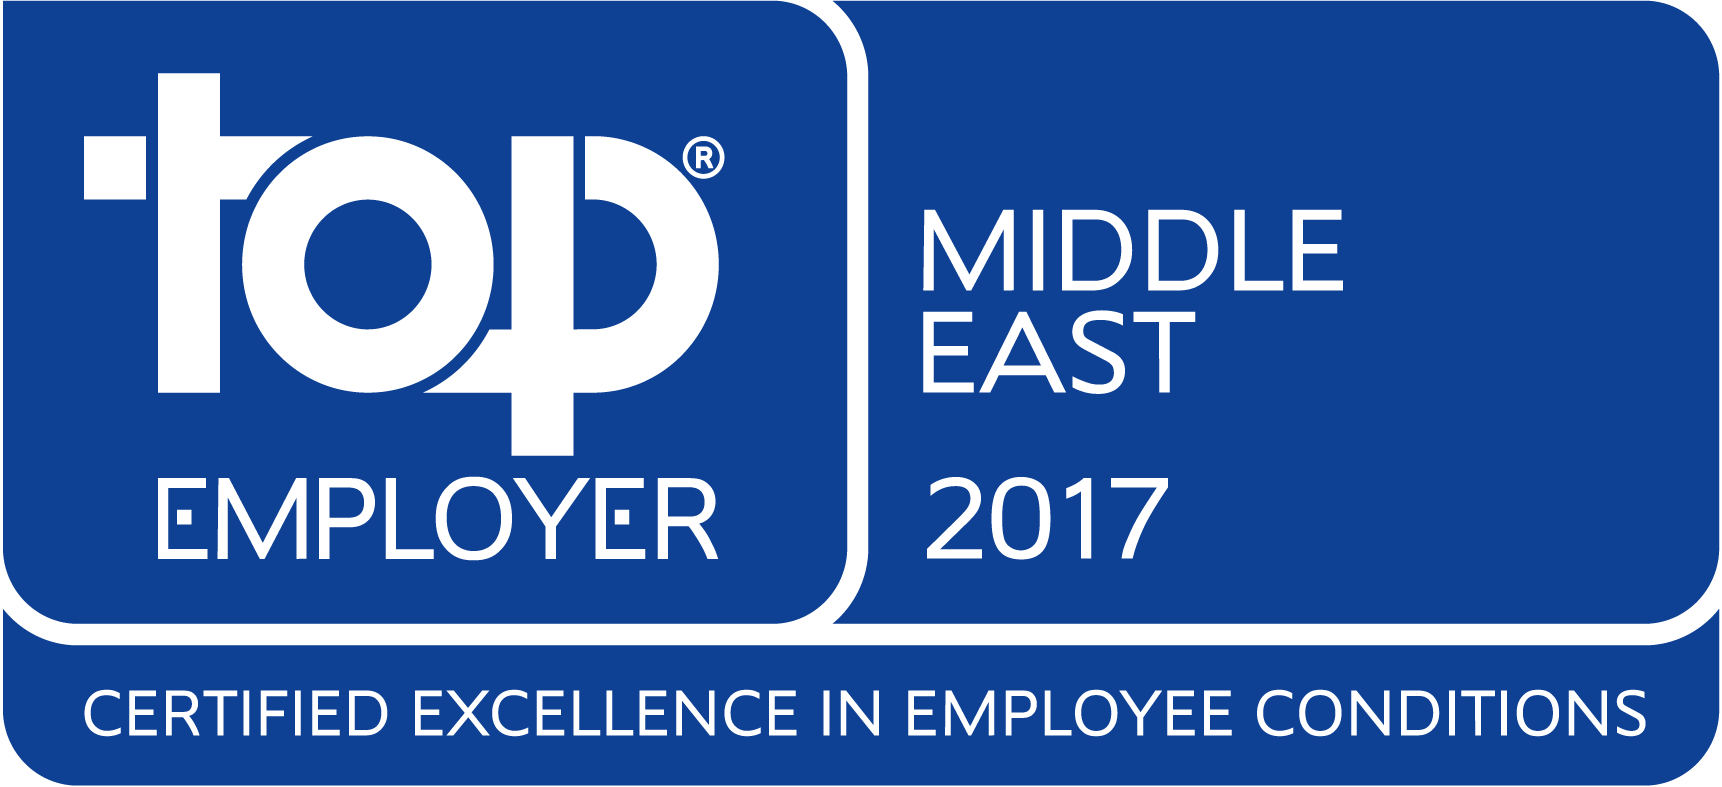 top®
EMPLOYER
MIDDLE
EAST
2017
CERTIFIED EXCELLENCE IN EMPLOYEE CONDITIONS